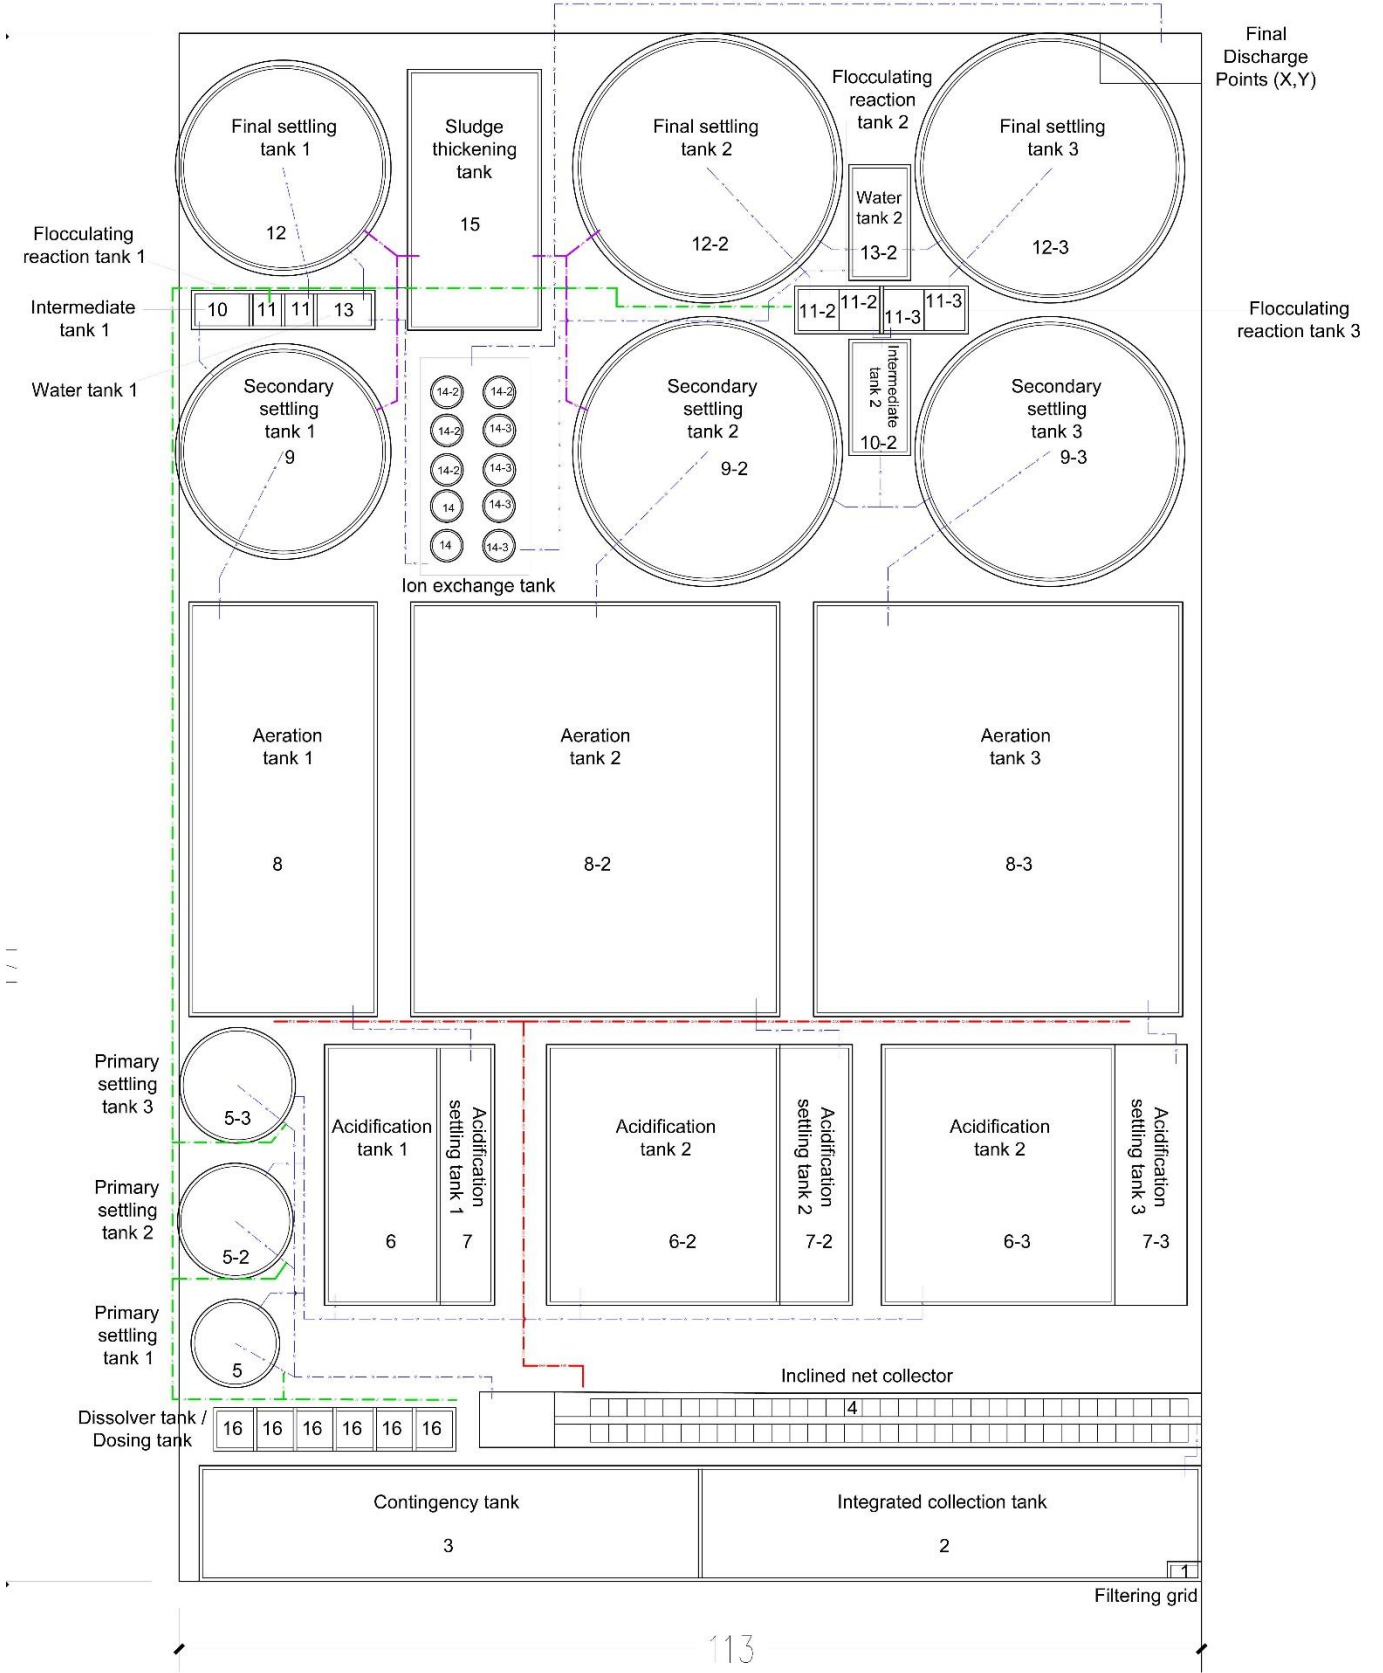 Final
Discharge
Points (X,Y)
Flocculating
reaction
tank 2
Final settling
tank 1
12
Sludge
thickening
tank
15
Final settling
tank 2
12-2
Water
tank 2
13-2
Final settling
tank 3
12-3
Flocculating
reaction tank 1
Intermediate
tank 1
Water tank 1
10
11
11
13
11-2
11-2
11-3
11-3
Flocculating
reaction tank 3
Secondary
settling
tank 1
9
14-2
14-2
14-2
14-3
14-2
14-3
14
14-3
14
14-3
Ion exchange tank
Secondary
settling
tank 2
9-2
Intermediate
tank 2
10-2
Secondary
settling
tank 3
9-3
Aeration
tank 1
8
Aeration
tank 2
8-2
Aeration
tank 3
8-3
Primary
settling
tank 3
5-3
Primary
settling
tank 2
5-2
Primary
settling
tank 1
5
Acidification
tank 1
6
Acidification
settling tank 1
7
Acidification
tank 2
6-2
Acidification
settling tank 2
7-2
Acidification
tank 2
6-3
Acidification
settling tank 3
7-3
Inclined net collector
4
Dissolver tank /
Dosing tank
16
16
16
16
16
16
Contingency tank
3
Integrated collection tank
2
1
Filtering grid
113